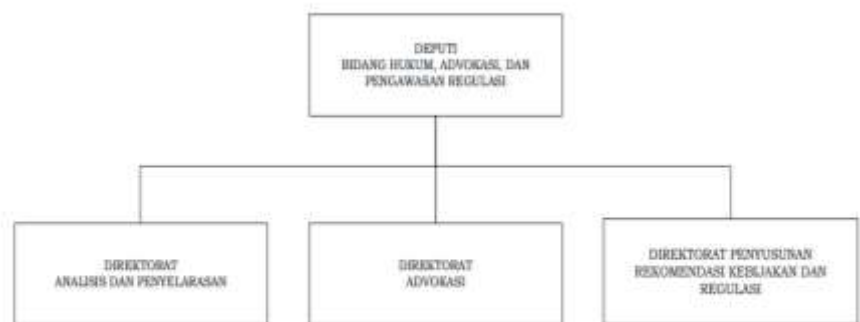 DEPUTI
BIDANG HUKUM, ADVOKASI, DAN
PENGAWASAN REGULASI
DIREKTORAT
ANALISIS DAN PENYELARASAN
DIREKTORAT
ADVOKASI
DIREKTORAT PENYUSUNAN
REKOMENDASI KEBIJAKAN DAN
REGULASI